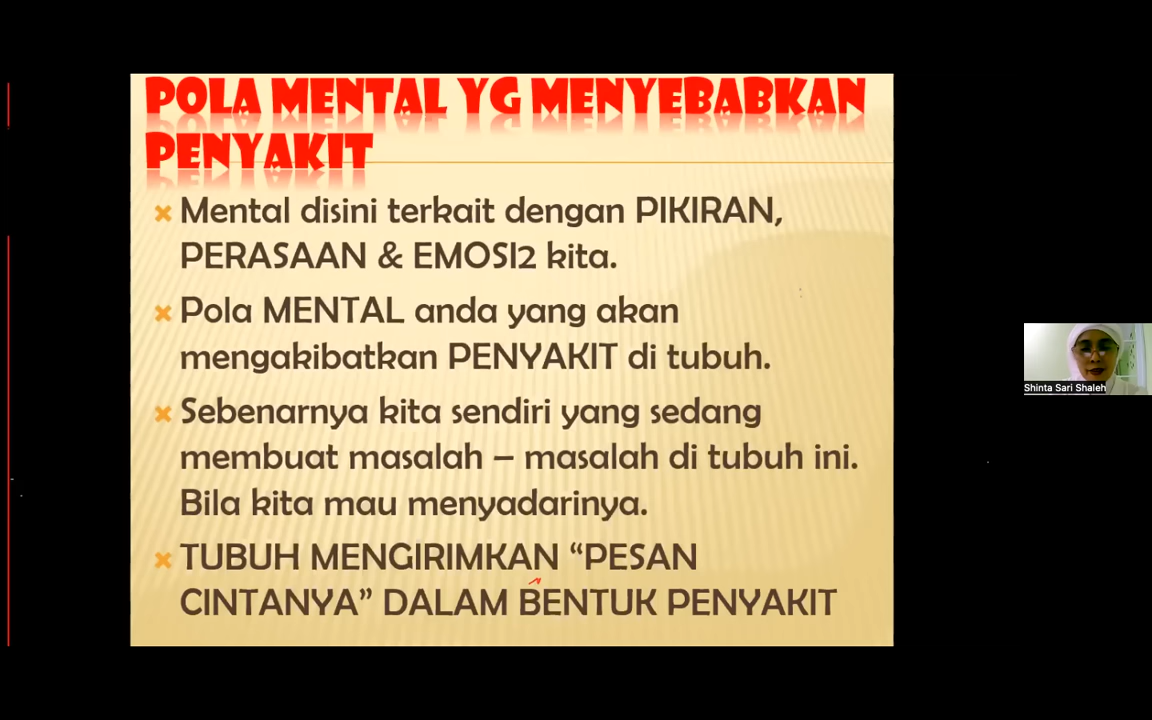 POLA MENTAL YG MENYEBABKAN
PENYAKIT
Mental disini terkait dengan PIKIRAN,
PERASAAN & EMOSI2 kita.
Pola MENTAL anda yang akan
mengakibatkan PENYAKIT di tubuh.
Sebenarnya kita sendiri yang sedang
membuat masalah – masalah di tubuh ini.
Bila kita mau menyadarinya.
TUBUH MENGIRIMKAN “PESAN
CINTANYA” DALAM BENTUK PENYAKIT
Shinta Sari Shaleh